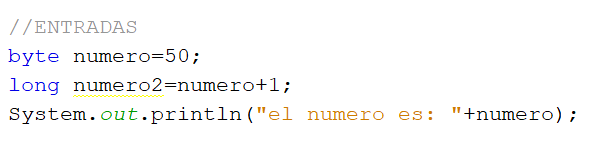 //ENTRADAS
byte numero=50;
long numero2=numero+1;
System.out.println("el numero es: "+numero);